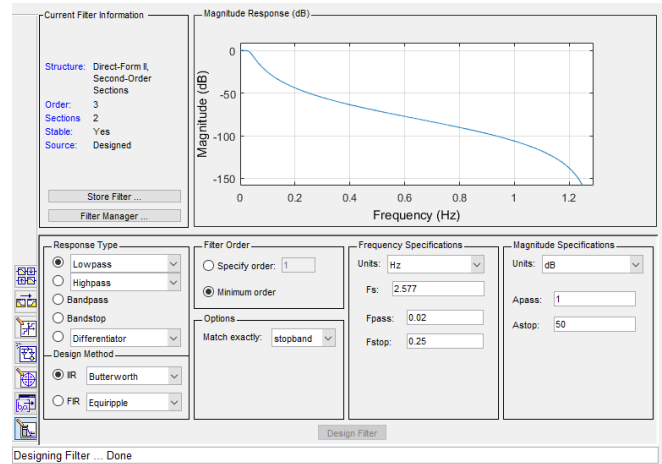 Current Filter Information
Structure: Direct-Form II,
Second-Order
Sections
Order: 3
Sections 2
Stable: Yes
Source: Designed
Store Filter ...
Filter Manager ...
Magnitude Response (dB)
0
-50
-100
-150
Magnitude (dB)
0 0.2 0.4 0.6 0.8 1 1.2
Frequency (Hz)
Response Type
Lowpass
Highpass
Bandpass
Bandstop
Differentiator
Design Method
IIR Butterworth
FIR Equiripple
Filter Order
Specify order: 1
Minimum order
Options
Match exactly: stopband
Frequency Specifications
Units: Hz
Fs: 2.577
Fpass: 0.02
Fstop: 0.25
Magnitude Specifications
Units: dB
Apass: 1
Astop: 50
Design Filter
Designing Filter ... Done